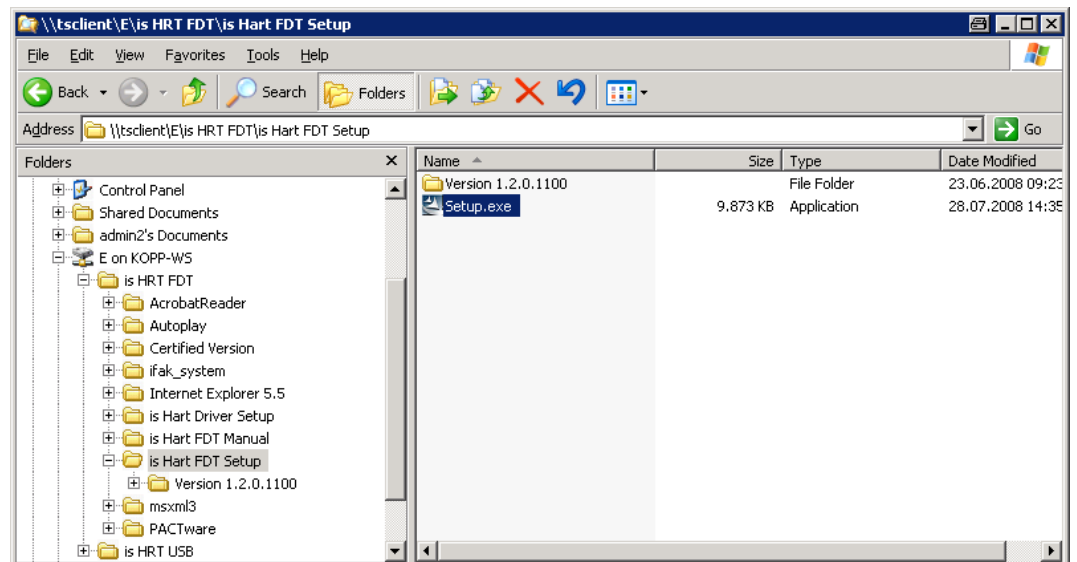 \\tsclient\E\is HRT FDT\is Hart FDT Setup
File Edit View Favorites Tools Help
Back Search Folders
Address \\tsclient\E\is HRT FDT\is Hart FDT Setup Go
Folders
Control Panel
Shared Documents
admin2's Documents
E on KOPP-WS
is HRT FDT
AcrobatReader
Autoplay
Certified Version
ifak_system
Internet Explorer 5.5
is Hart Driver Setup
is Hart FDT Manual
is Hart FDT Setup
Version 1.2.0.1100
msxml3
PACTware
is HRT USB
Name Size Type Date Modified
Version 1.2.0.1100 File Folder 23.06.2008 09:23
Setup.exe 9.873 KB Application 28.07.2008 14:35